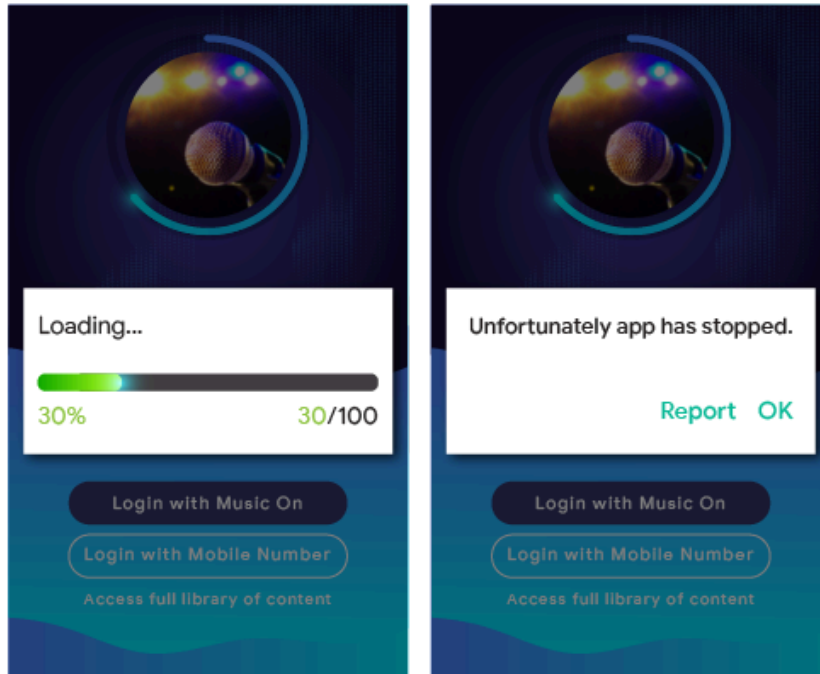 Loading...
30%
30/100
Login with Music On
Login with Mobile Number
Access full library of content
Unfortunately app has stopped.
Report OK
Login with Music On
Login with Mobile Number
Access full library of content